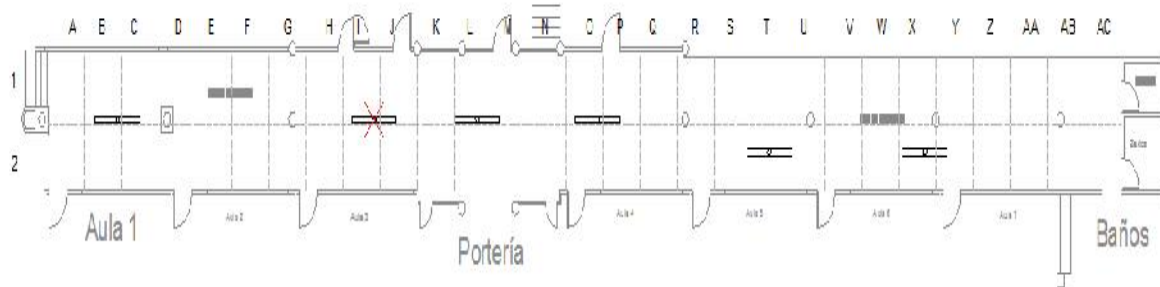 A B C D E F G H I J K L M N O P Q R S T U V W X Y Z AA AB AC
1
2
Aula 1 Aula 2 Aula 3 Aula 4 Aula 5 Aula 6 Aula 7
Portería
Baños